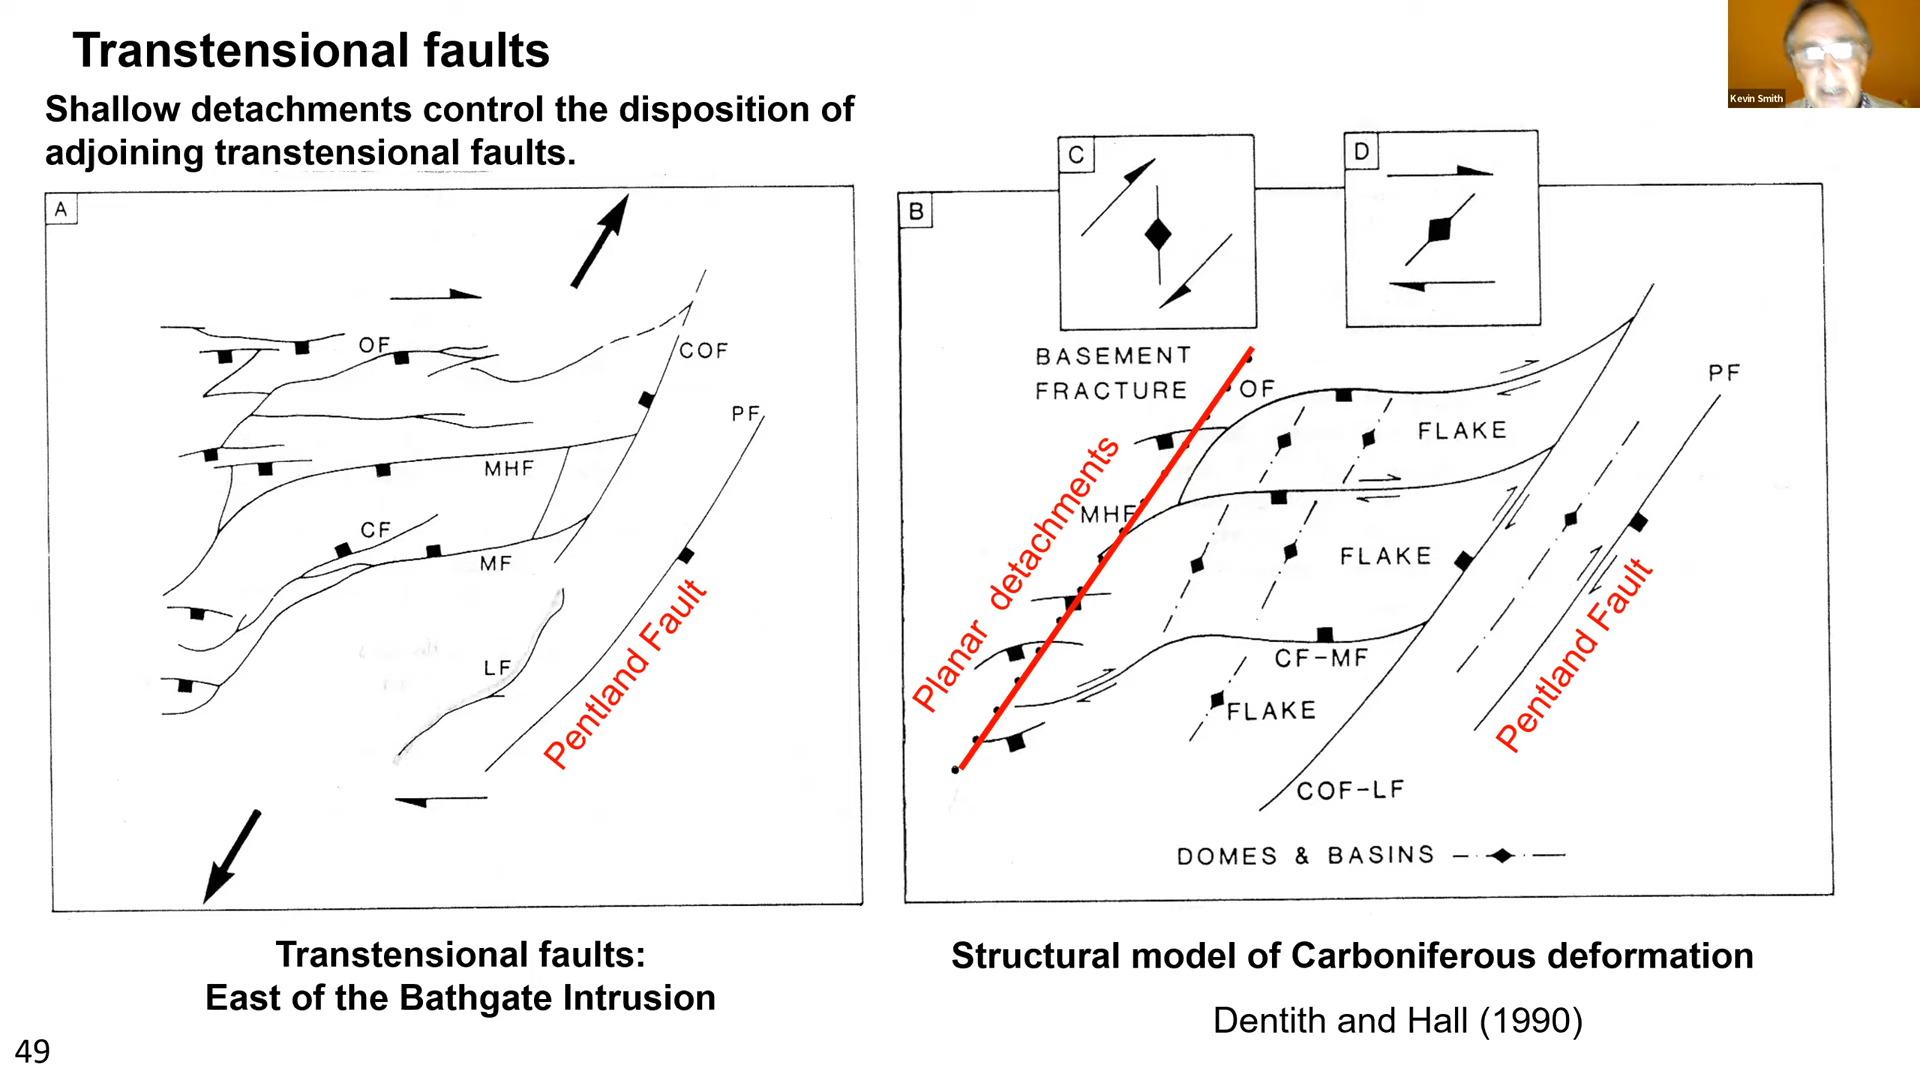 Transtensional faults
Shallow detachments control the disposition of
adjoining transtensional faults.
Kevin Smith
A
OF
COF
PF
MHF
CF
MF
LF
Pentland Fault
B
C
D
BASEMENT
FRACTURE
OF
PF
FLAKE
Planar detachments
MHF
FLAKE
CF-MF
FLAKE
Pentland Fault
COF-LF
DOMES & BASINS
Transtensional faults:
East of the Bathgate Intrusion
Structural model of Carboniferous deformation
Dentith and Hall (1990)
49